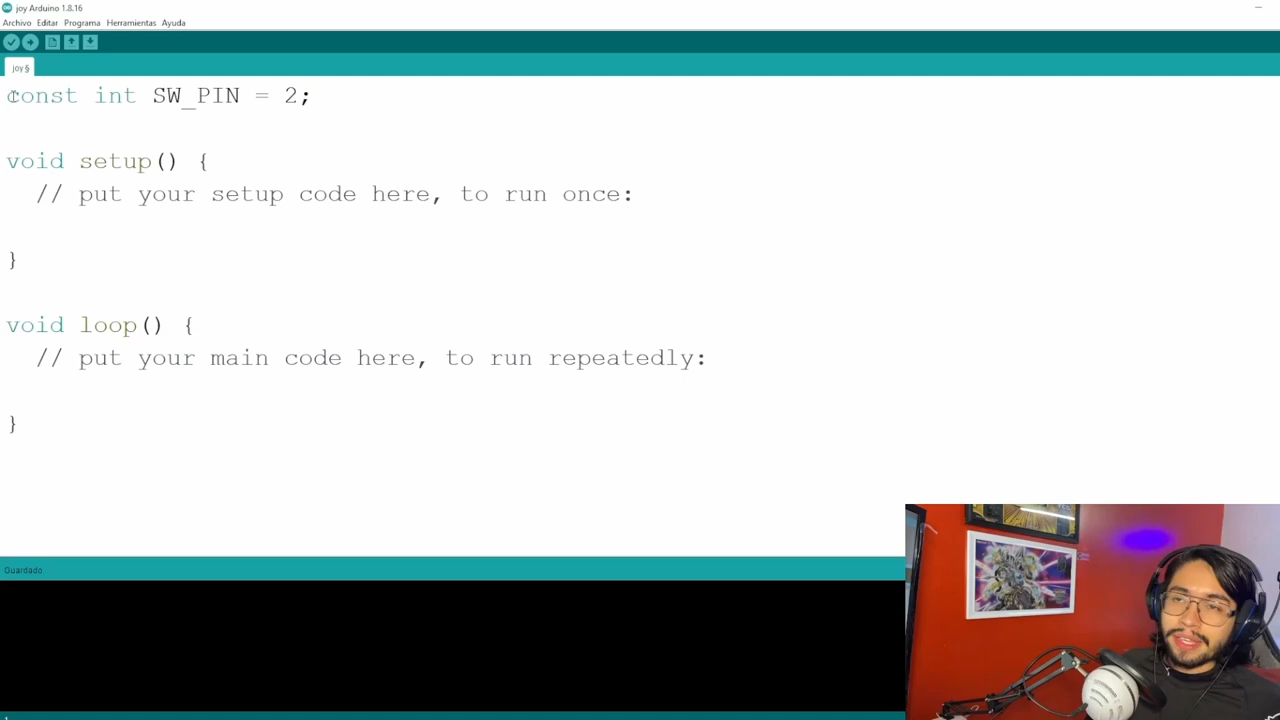 joy Arduino 1.8.16
Archivo Editar Programa Herramientas Ayuda
joy §
const int SW_PIN = 2;
void setup() {
// put your setup code here, to run once:
}
void loop() {
// put your main code here, to run repeatedly:
}
Guardado